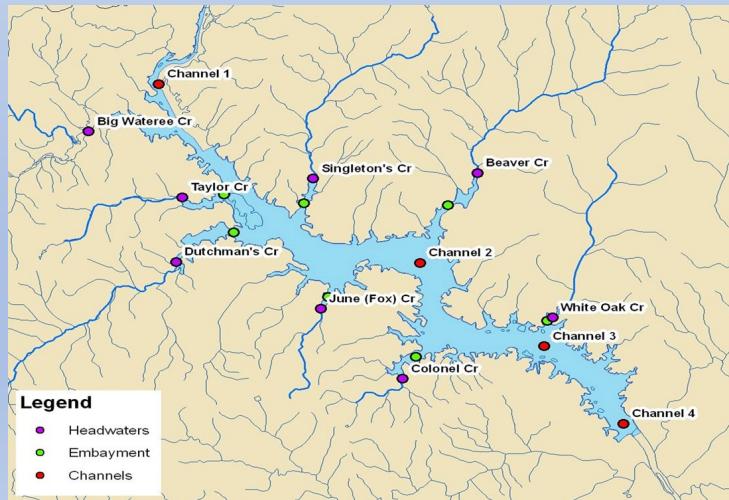 Channel 1
Big Wateree Cr
Singleton's Cr
Beaver Cr
Taylor Cr
Dutchman's Cr
Channel 2
June (Fox) Cr
White Oak Cr
Channel 3
Colonel Cr
Channel 4
Legend
Headwaters
Embayment
Channels